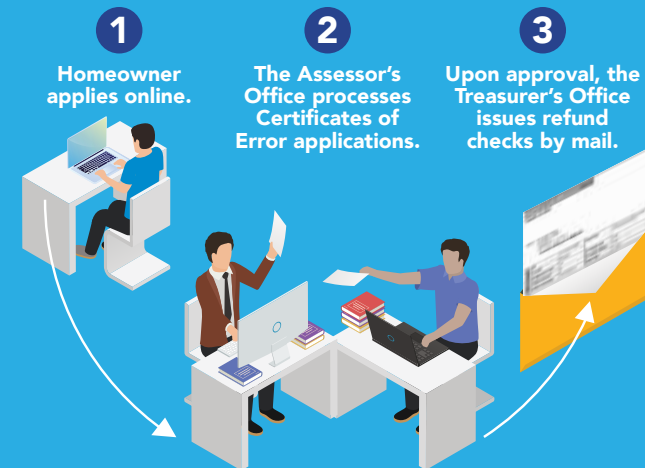 1
Homeowner
applies online.
2
The Assessor's
Office processes
Certificates of
Error applications.
3
Upon approval, the
Treasurer's Office
issues refund
checks by mail.